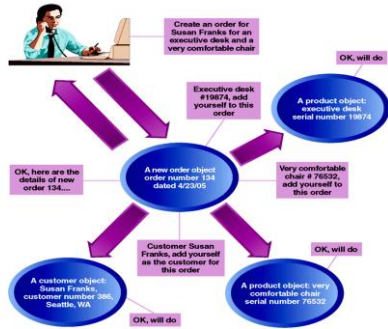 Create an order for
Susan Franks for an
executive desk and a
very comfortable chair
OK, will do
Executive desk
#19874, add
yourself to this
order
A product object:
executive desk
serial number 19874
OK, here are the
details of new
order 134....
A new order object
order number 134
dated 4/23/05
Very comfortable
chair # 76532,
add yourself to
this order
Customer Susan
Franks, add yourself
as the customer for
this order
OK, will do
A customer object:
Susan Franks,
customer number 386,
Seattle, WA
A product object: very
comfortable chair
serial number 76532
OK, will do